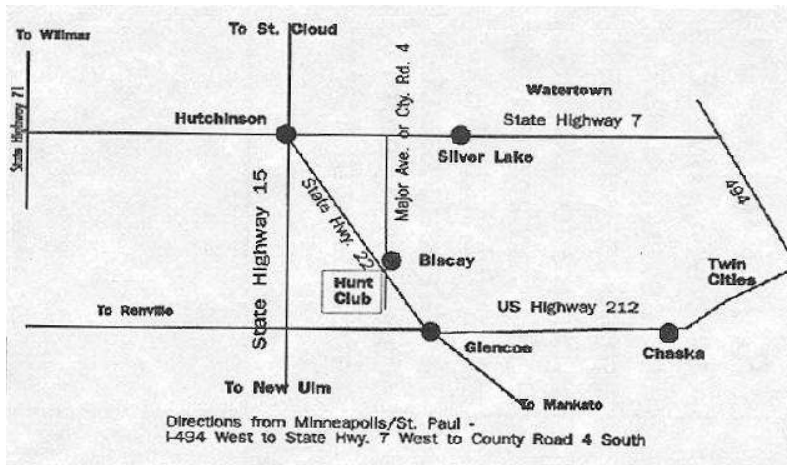 To St. Cloud
To Willmar
State Highway 71
Major Ave. or Cty. Rd. 4
Watertown
Hutchinson
State Highway 7
Silver Lake
494
State Highway 15
State Hwy. 22
Biscay
Twin
Cities
Hunt
Club
To Renville
US Highway 212
Glencoe
Chaska
To New Ulm
To Mankato
Directions from Minneapolis/St. Paul -
I-494 West to State Hwy. 7 West to County Road 4 South